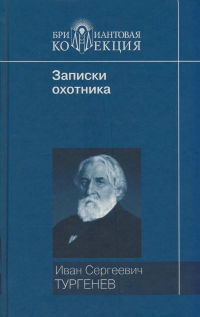 БРИЛЛИАНТОВАЯ
КОЛЛЕКЦИЯ
Записки
охотника
Иван Сергеевич
ТУРГЕНЕВ